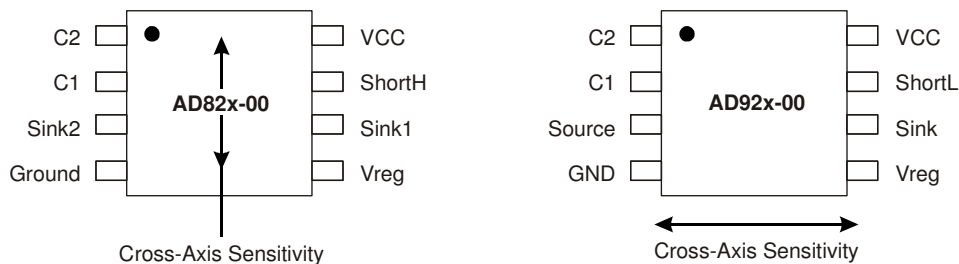 C2 VCC
C1 ShortH
AD82x-00
Sink2 Sink1
Ground Vreg
Cross-Axis Sensitivity
C2 VCC
C1 ShortL
AD92x-00
Source Sink
GND Vreg
Cross-Axis Sensitivity